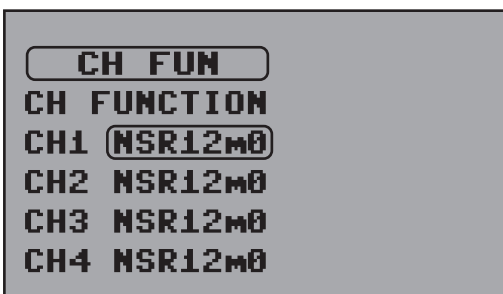 CH FUN
CH FUNCTION
CH1 NSR12m0
CH2 NSR12m0
CH3 NSR12m0
CH4 NSR12m0